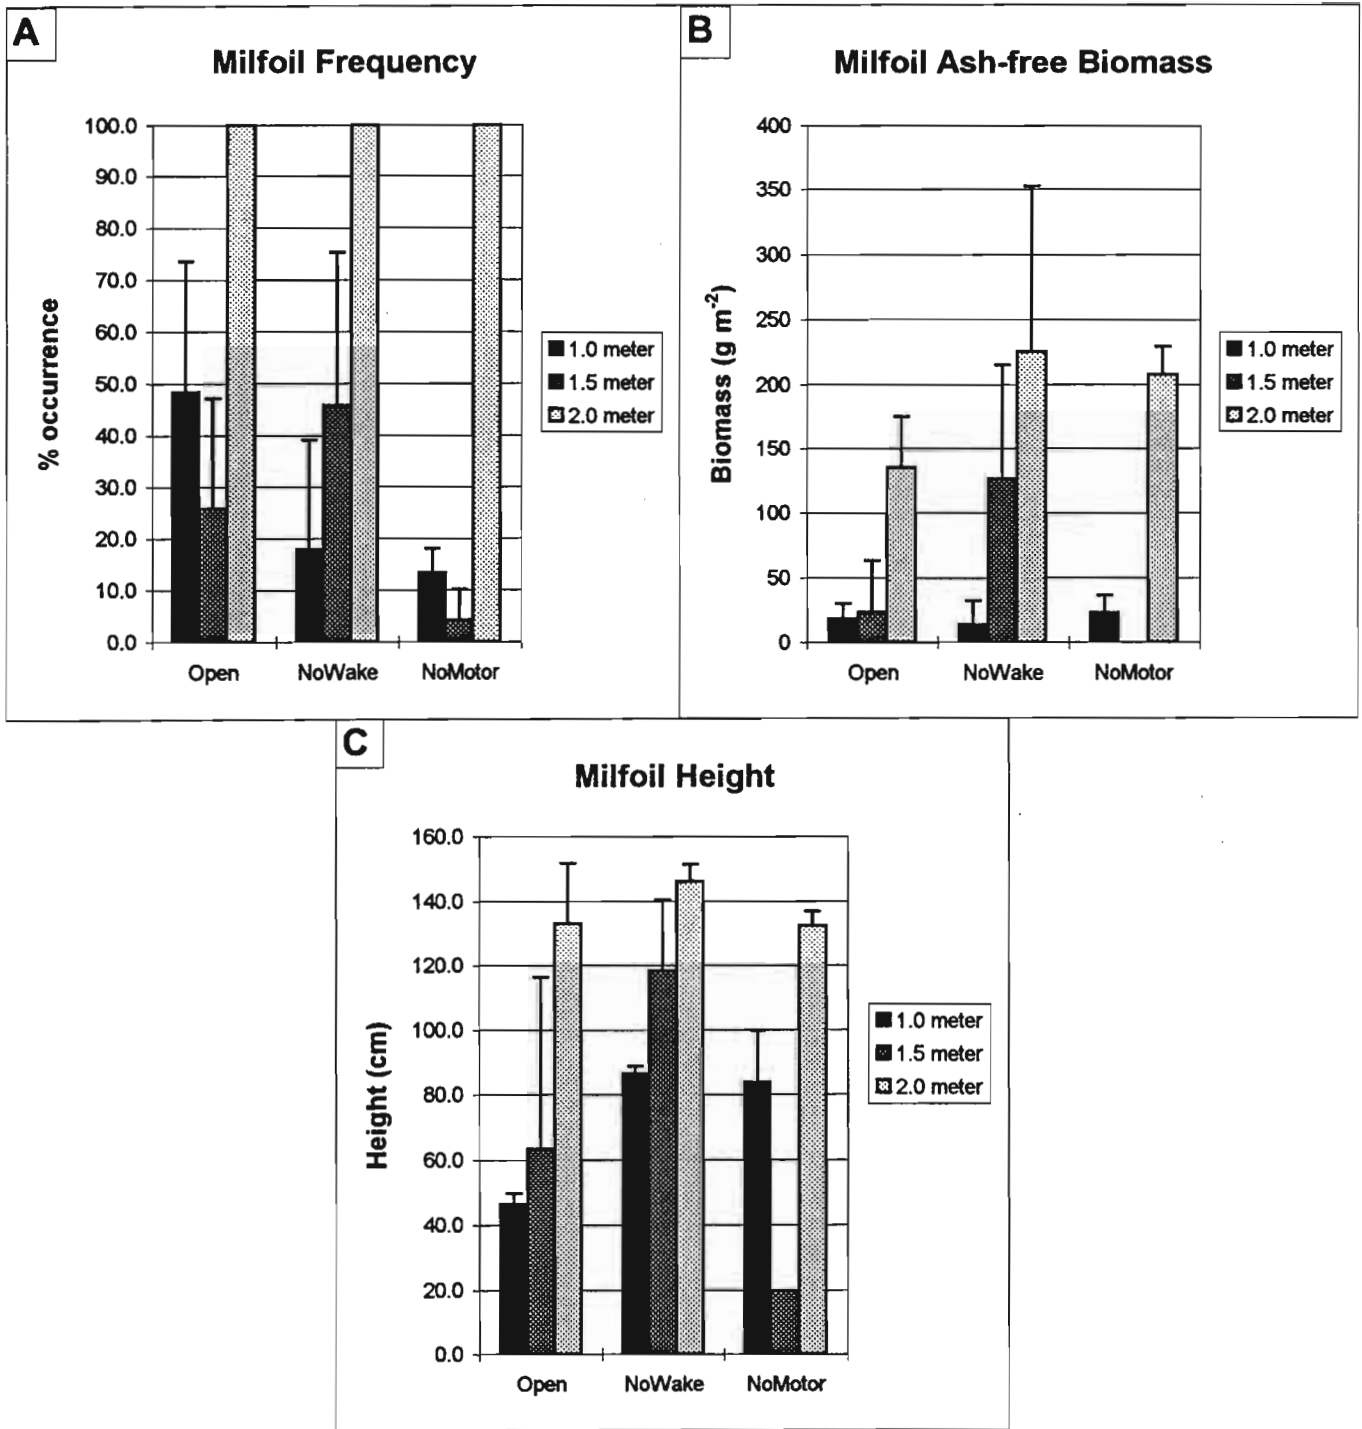 A
Milfoil Frequency
100.0
90.0
80.0
70.0
60.0
50.0
40.0
30.0
20.0
10.0
0.0
% occurrence
Open NoWake NoMotor
1.0 meter
1.5 meter
2.0 meter
B
Milfoil Ash-free Biomass
400
350
300
250
200
150
100
50
0
Biomass (g m⁻²)
Open NoWake NoMotor
1.0 meter
1.5 meter
2.0 meter
C
Milfoil Height
160.0
140.0
120.0
100.0
80.0
60.0
40.0
20.0
0.0
Height (cm)
Open NoWake NoMotor
1.0 meter
1.5 meter
2.0 meter